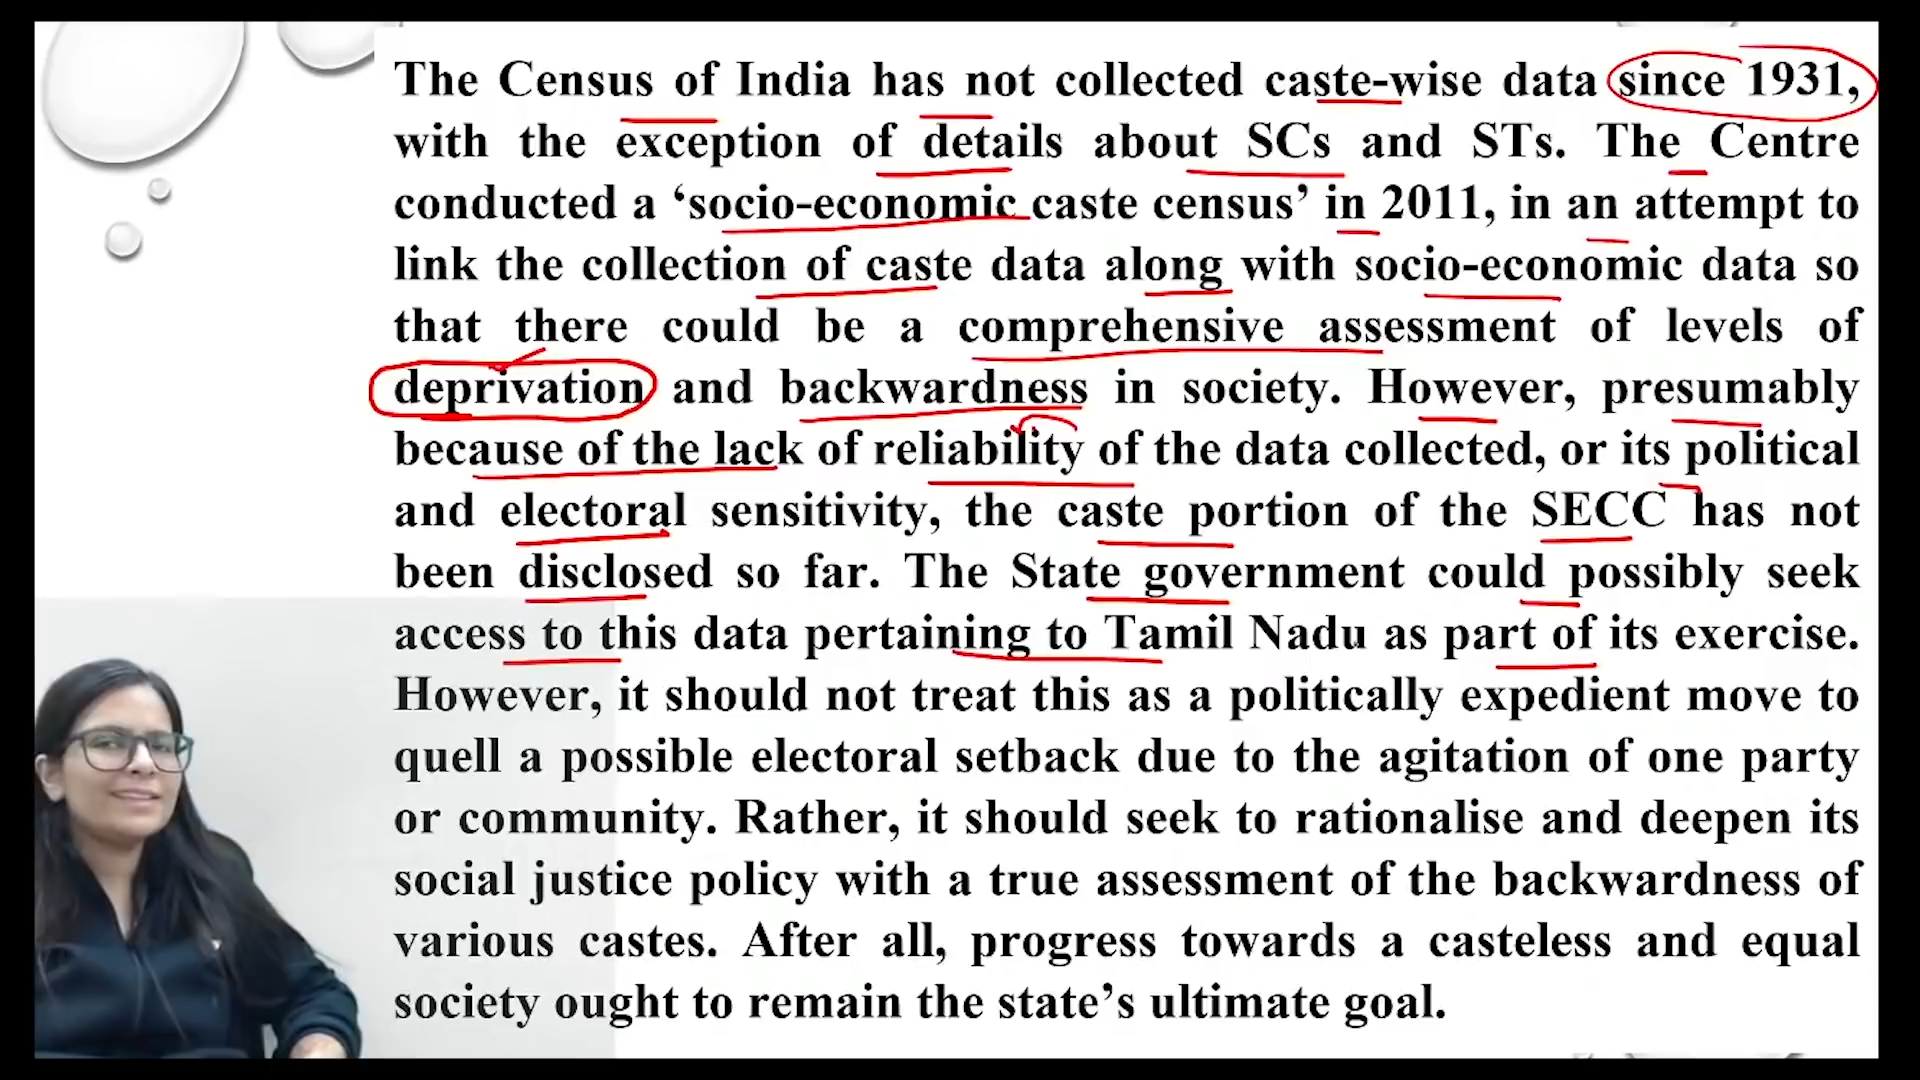 The Census of India has not collected caste-wise data since 1931,
with the exception of details about SCs and STs. The Centre
conducted a ‘socio-economic caste census’ in 2011, in an attempt to
link the collection of caste data along with socio-economic data so
that there could be a comprehensive assessment of levels of
deprivation and backwardness in society. However, presumably
because of the lack of reliability of the data collected, or its political
and electoral sensitivity, the caste portion of the SECC has not
been disclosed so far. The State government could possibly seek
access to this data pertaining to Tamil Nadu as part of its exercise.
However, it should not treat this as a politically expedient move to
quell a possible electoral setback due to the agitation of one party
or community. Rather, it should seek to rationalise and deepen its
social justice policy with a true assessment of the backwardness of
various castes. After all, progress towards a casteless and equal
society ought to remain the state’s ultimate goal.